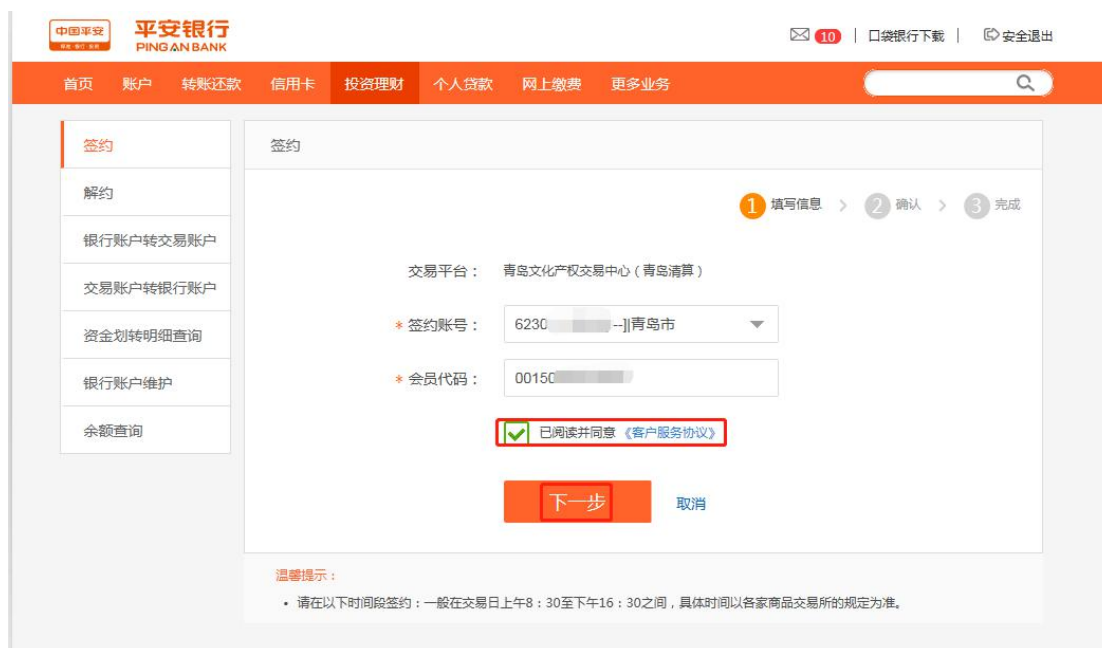 中国平安
平安银行
PING AN BANK
10 | 口袋银行下载 | 安全退出
首页 账户 转账还款 信用卡 投资理财 个人贷款 网上缴费 更多业务
签约
解约
银行账户转交易账户
交易账户转银行账户
资金划转明细查询
银行账户维护
余额查询
签约
1 填写信息 > 2 确认 > 3 完成
交易平台： 青岛文化产权交易中心（青岛清算）
* 签约账号： 6230 --]|青岛市
* 会员代码： 00150
已阅读并同意《客户服务协议》
下一步 取消
温馨提示：
• 请在以下时间段签约：一般在交易日上午8：30至下午16：30之间，具体时间以各家商品交易所的规定为准。